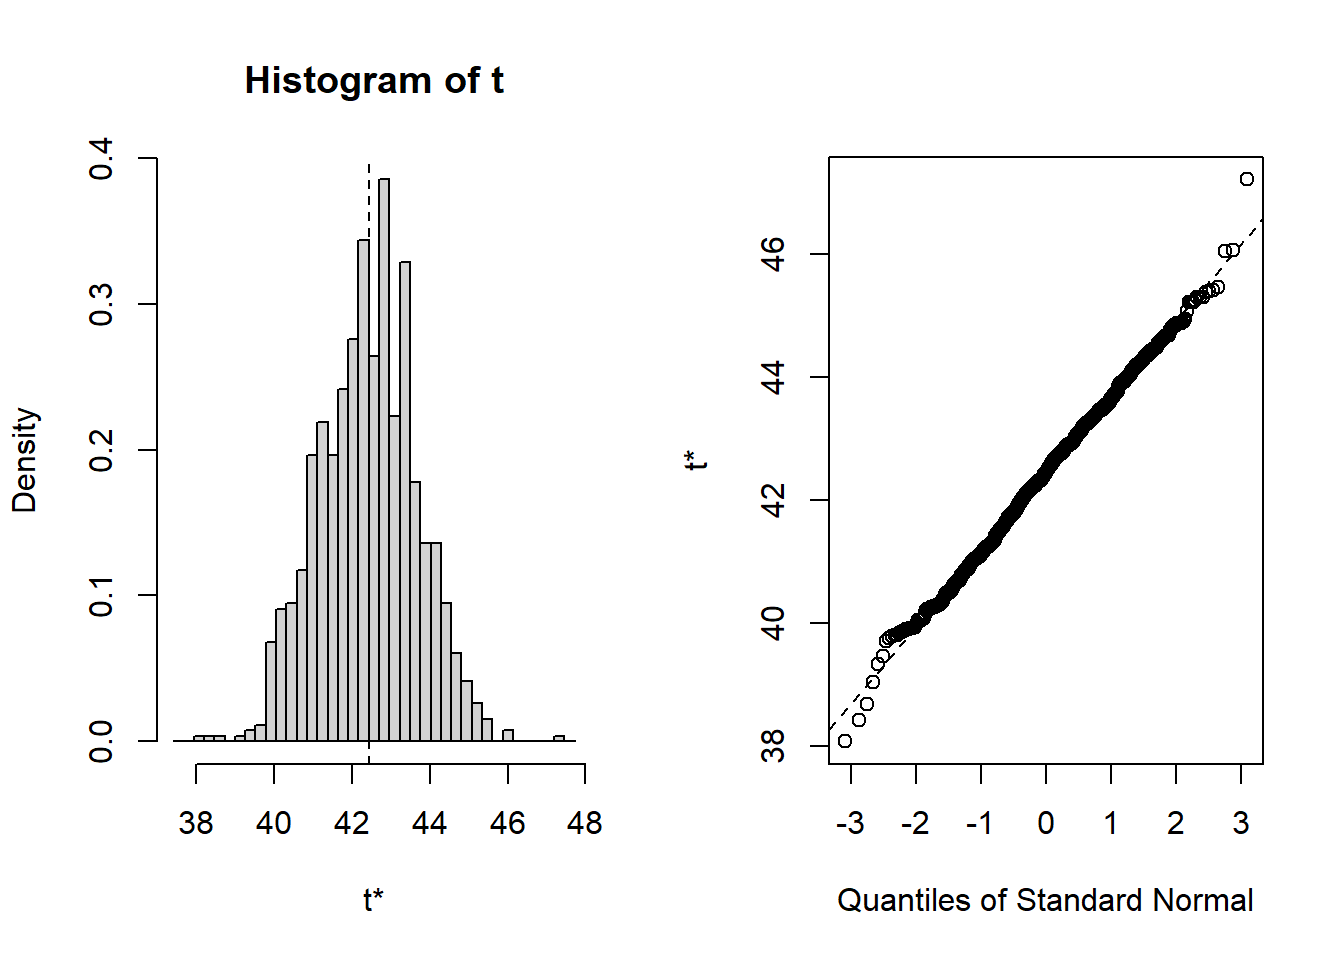 Histogram of t
Density
0.0 0.1 0.2 0.3 0.4
38 40 42 44 46 48
t*
t*
38 40 42 44 46
-3 -2 -1 0 1 2 3
Quantiles of Standard Normal